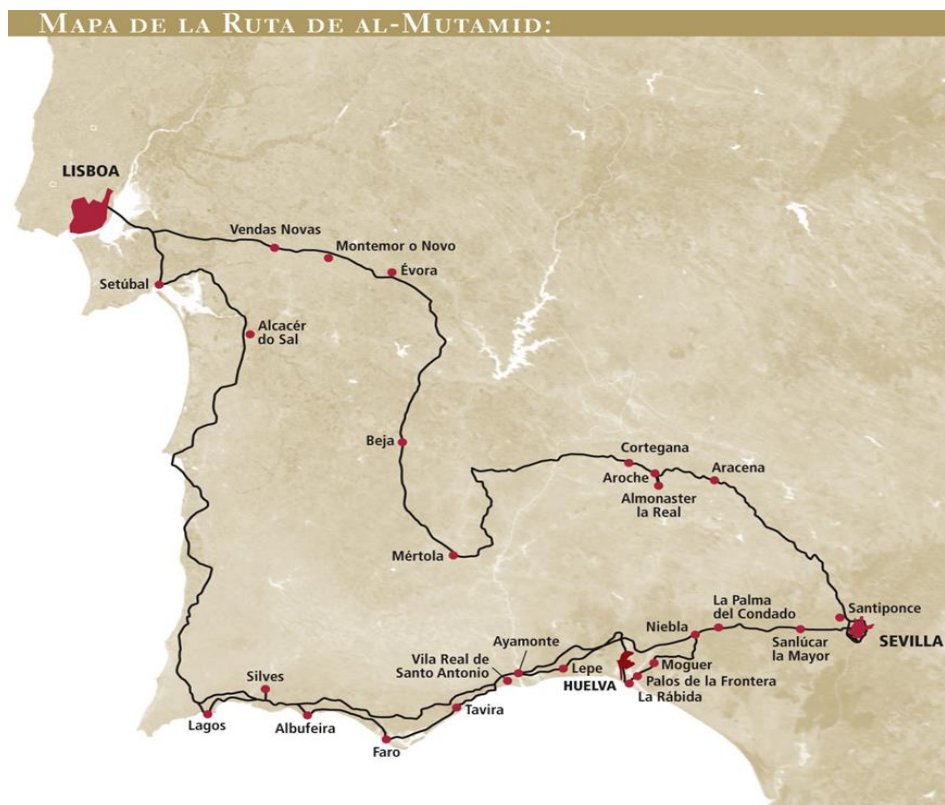 MAPA DE LA RUTA DE AL-MUTAMID:
LISBOA
Vendas Novas
Montemor o Novo
Évora
Setúbal
Alcacér
do Sal
Beja
Cortegana
Aroche
Aracena
Almonaster
la Real
Mértola
Santiponce
La Palma
del Condado
Niebla
SEVILLA
Sanlúcar
la Mayor
Ayamonte
Vila Real de
Santo Antonio
Lepe
Moguer
HUELVA
Palos de la Frontera
La Rábida
Silves
Tavira
Lagos
Albufeira
Faro